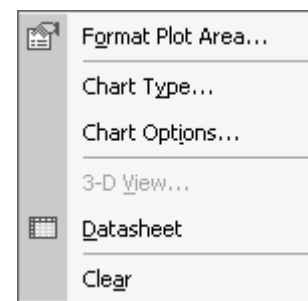 Format Plot Area...
Chart Type...
Chart Options...
3-D View...
Datasheet
Clear